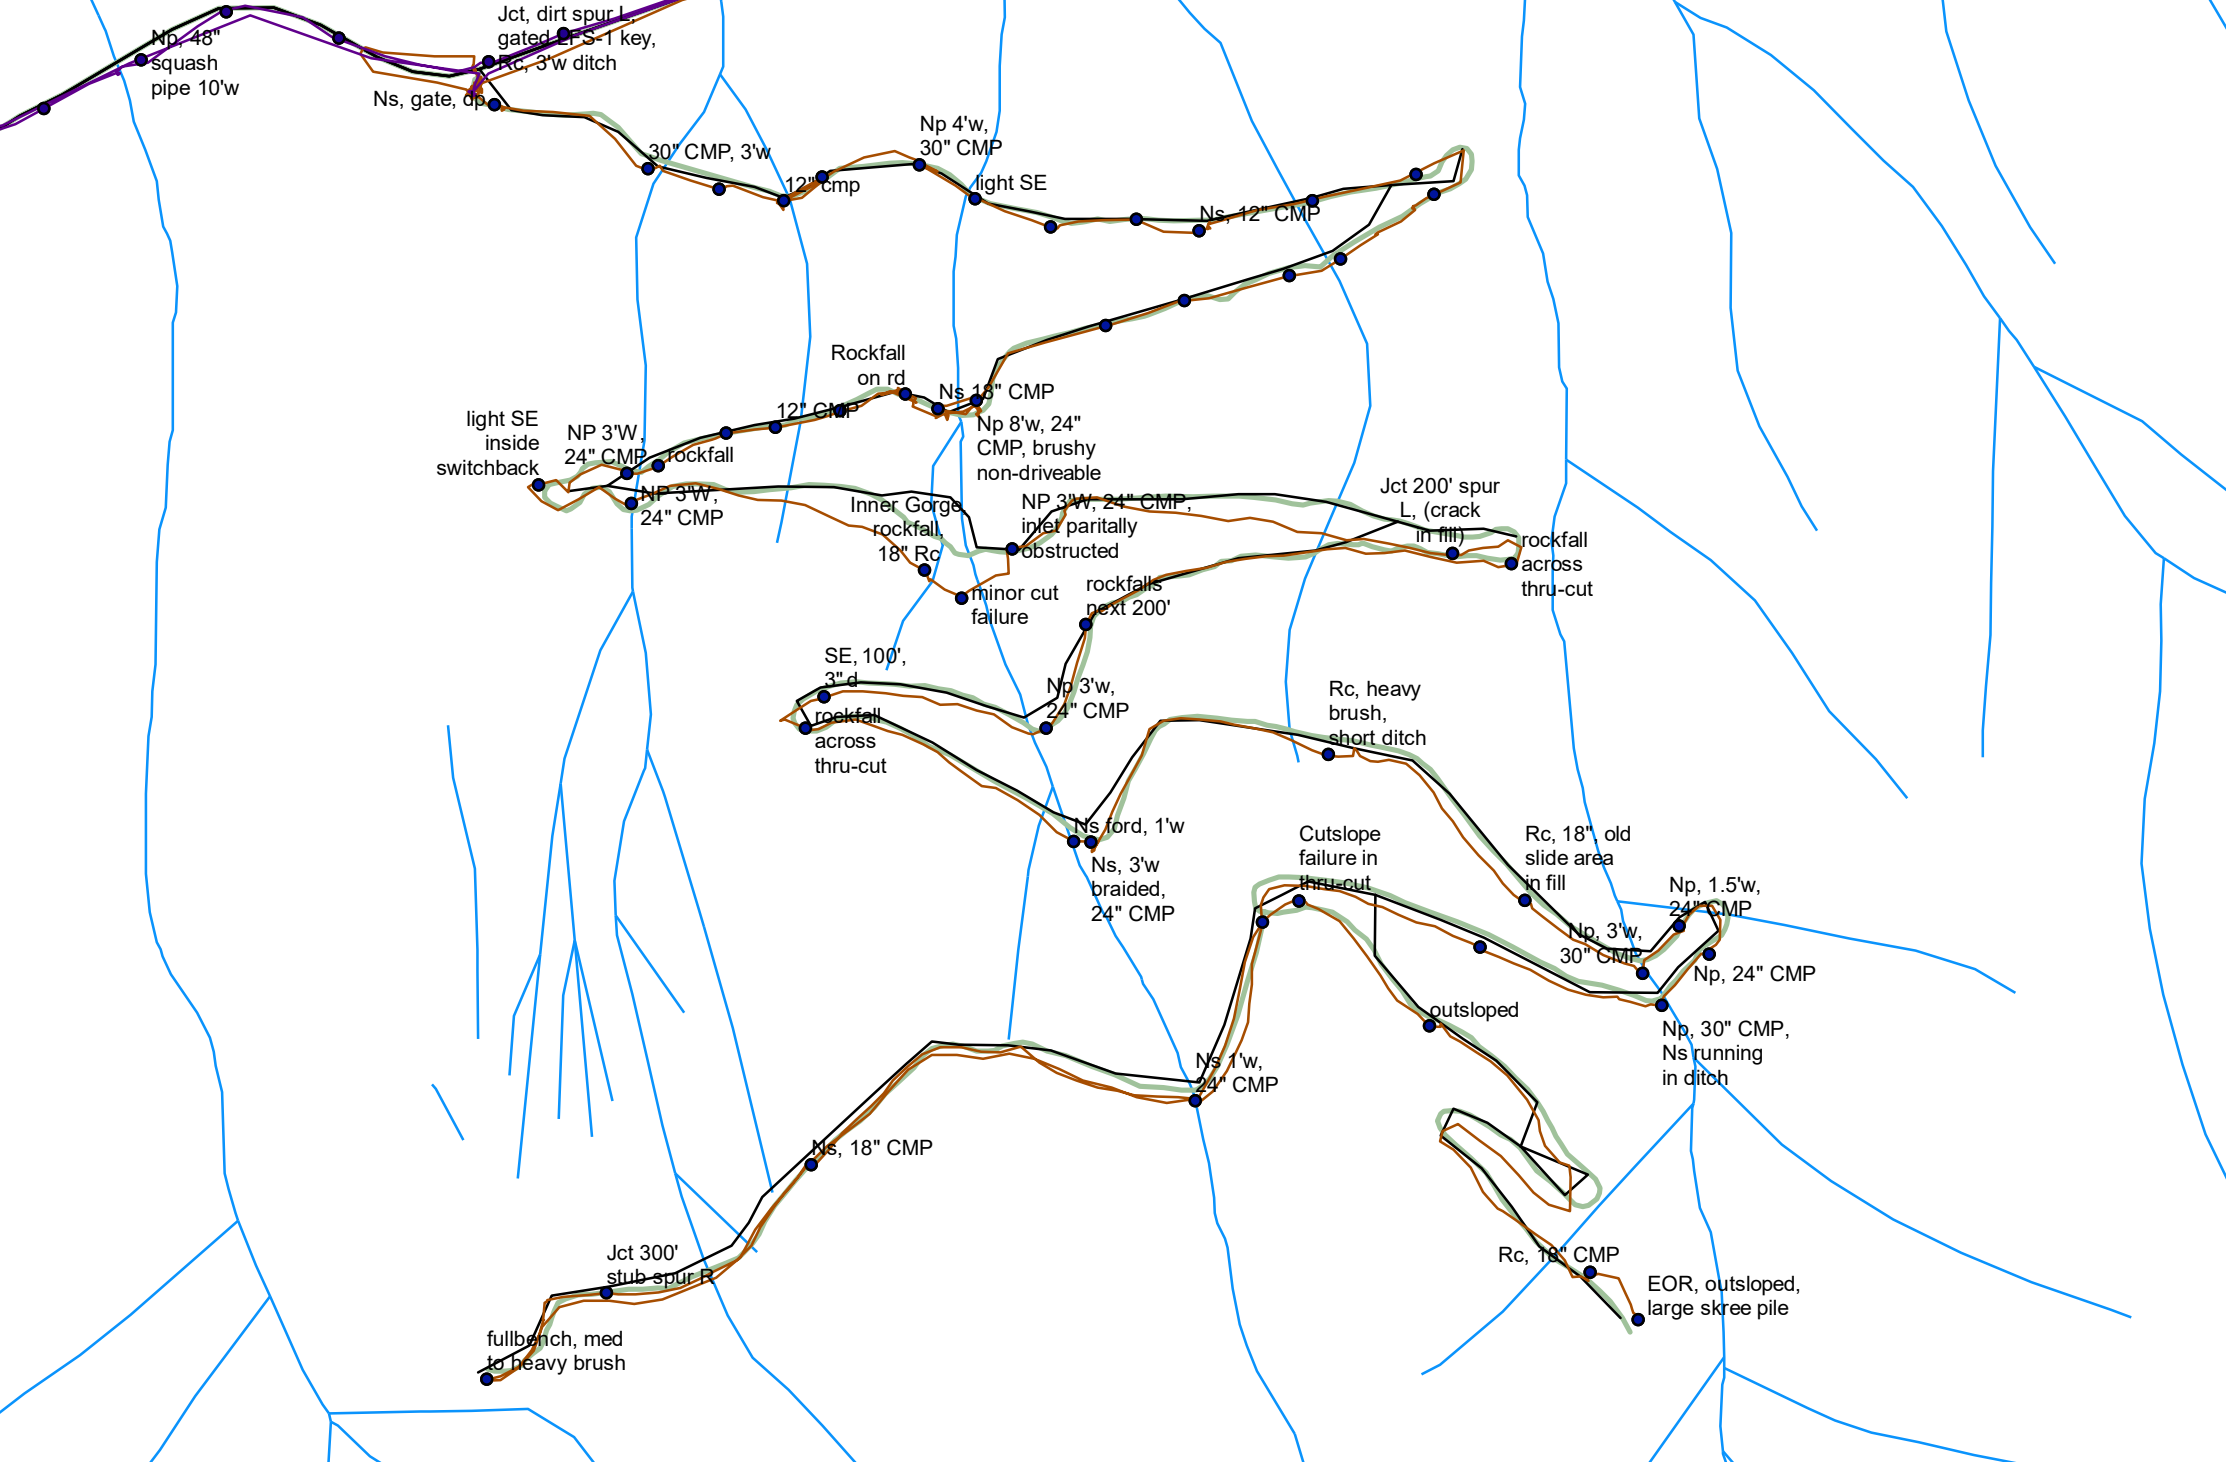 Jct, dirt spur L,
gated LFS-1 key,
Rc, 3'w ditch
Np, 48"
squash
pipe 10'w
Ns, gate, dp
30" CMP, 3'w
12" cmp
Np 4'w,
30" CMP
light SE
Ns, 12" CMP
Rockfall
on rd
Ns 18" CMP
12" CMP
Np 8'w, 24"
CMP, brushy
non-driveable
light SE
inside
switchback
NP 3'W,
24" CMP
rockfall
NP 3'W,
24" CMP
Inner Gorge,
rockfall,
18" Rc
NP 3'W, 24" CMP,
inlet paritally
obstructed
Jct 200' spur
L, (crack
in fill)
rockfall
across
thru-cut
minor cut
failure
rockfalls
next 200'
SE, 100',
3" d
Np 3'w,
24" CMP
rockfall
across
thru-cut
Rc, heavy
brush,
short ditch
Ns ford, 1'w
Ns, 3'w
braided,
24" CMP
Cutslope
failure in
thru-cut
Rc, 18", old
slide area
in fill
Np, 1.5'w,
24" CMP
Np, 3'w,
30" CMP
Np, 24" CMP
outsloped
Np, 30" CMP,
Ns running
in ditch
Ns 1'w,
24" CMP
Ns, 18" CMP
Jct 300'
stub spur R
Rc, 18" CMP
EOR, outsloped,
large skree pile
fullbench, med
to heavy brush